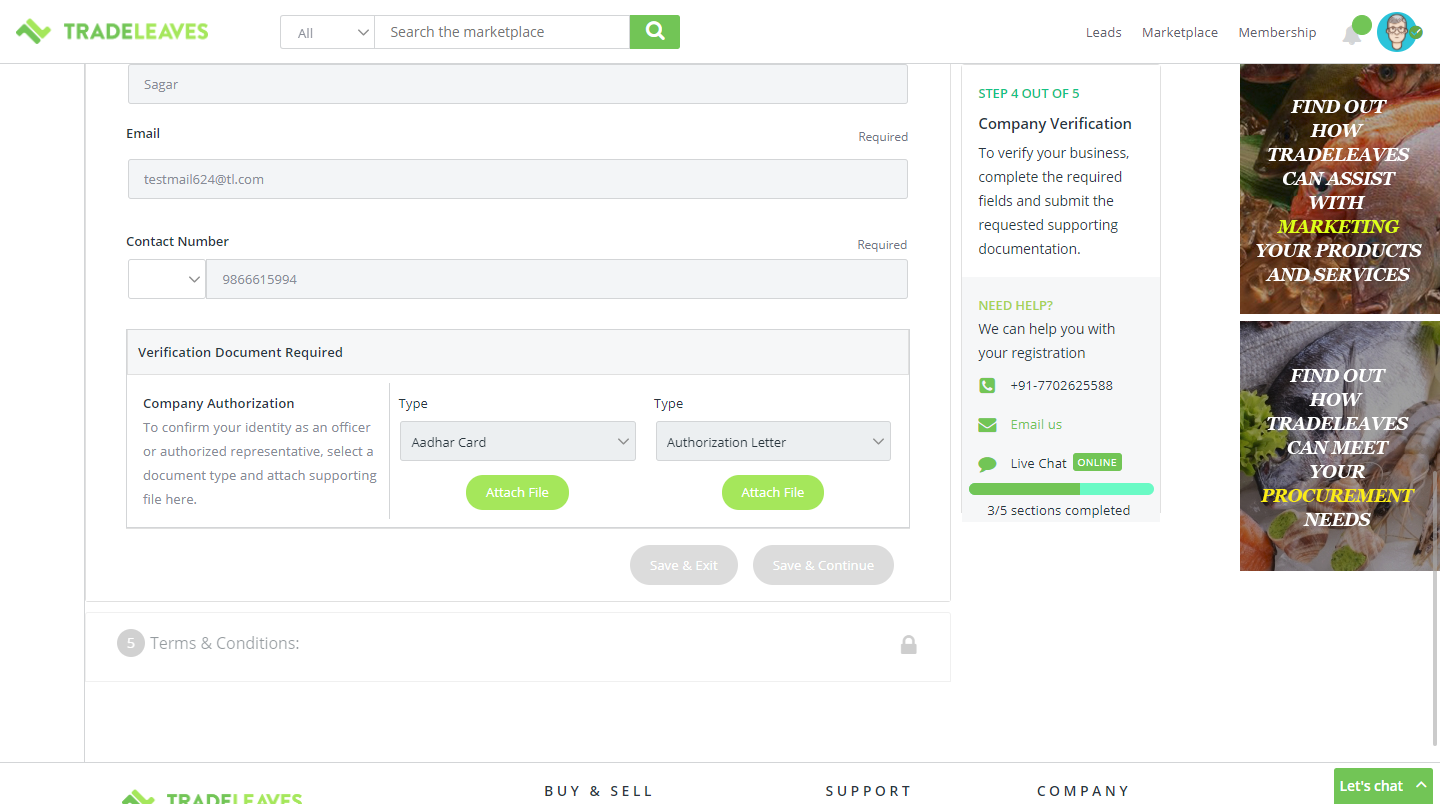 TRADELEAVES
All
Search the marketplace
Leads
Marketplace
Membership
Sagar
Email
Required
testmail624@tl.com
Contact Number
Required
9866615994
Verification Document Required
Company Authorization
To confirm your identity as an officer
or authorized representative, select a
document type and attach supporting
file here.
Type
Aadhar Card
Attach File
Type
Authorization Letter
Attach File
Save & Exit
Save & Continue
5 Terms & Conditions:
STEP 4 OUT OF 5
Company Verification
To verify your business,
complete the required
fields and submit the
requested supporting
documentation.
NEED HELP?
We can help you with
your registration
+91-7702625588
Email us
Live Chat ONLINE
3/5 sections completed
FIND OUT
HOW
TRADELEAVES
CAN ASSIST
WITH
MARKETING
YOUR PRODUCTS
AND SERVICES
FIND OUT
HOW
TRADELEAVES
CAN MEET
YOUR
PROCUREMENT
NEEDS
TRADELEAVES
BUY & SELL
SUPPORT
COMPANY
Let's chat